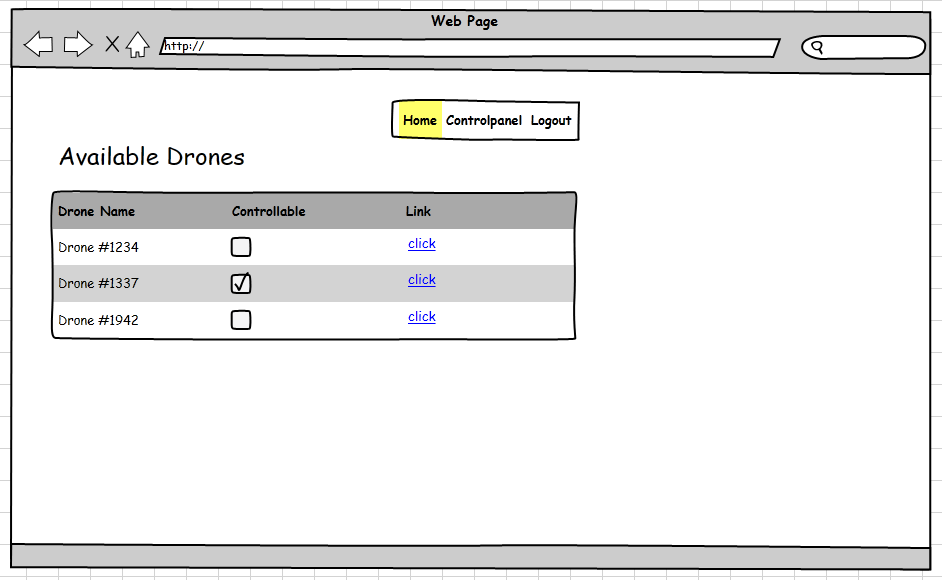 Web Page
http://
Home Controlpanel Logout
Available Drones
Drone Name Controllable Link
Drone #1234 click
Drone #1337 click
Drone #1942 click